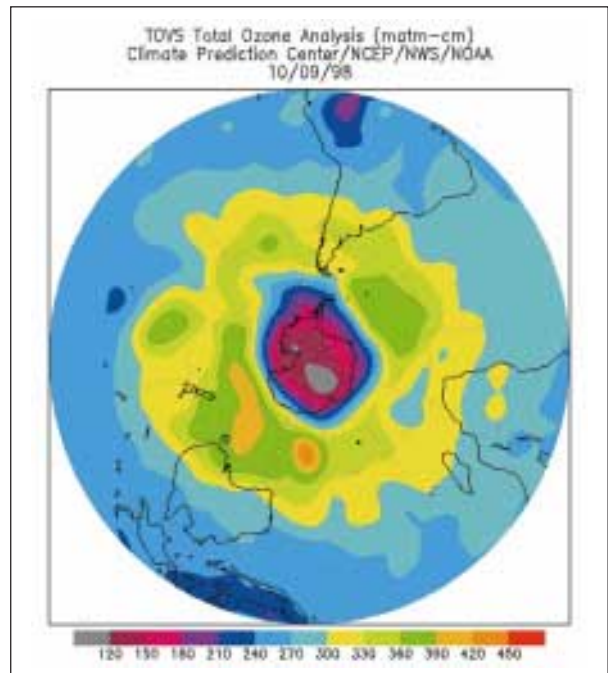 TOVS Total Ozone Analysis (matm-cm)
Climate Prediction Center/NCEP/NWS/NOAA
10/09/98
120 150 180 210 240 270 300 330 360 390 420 450